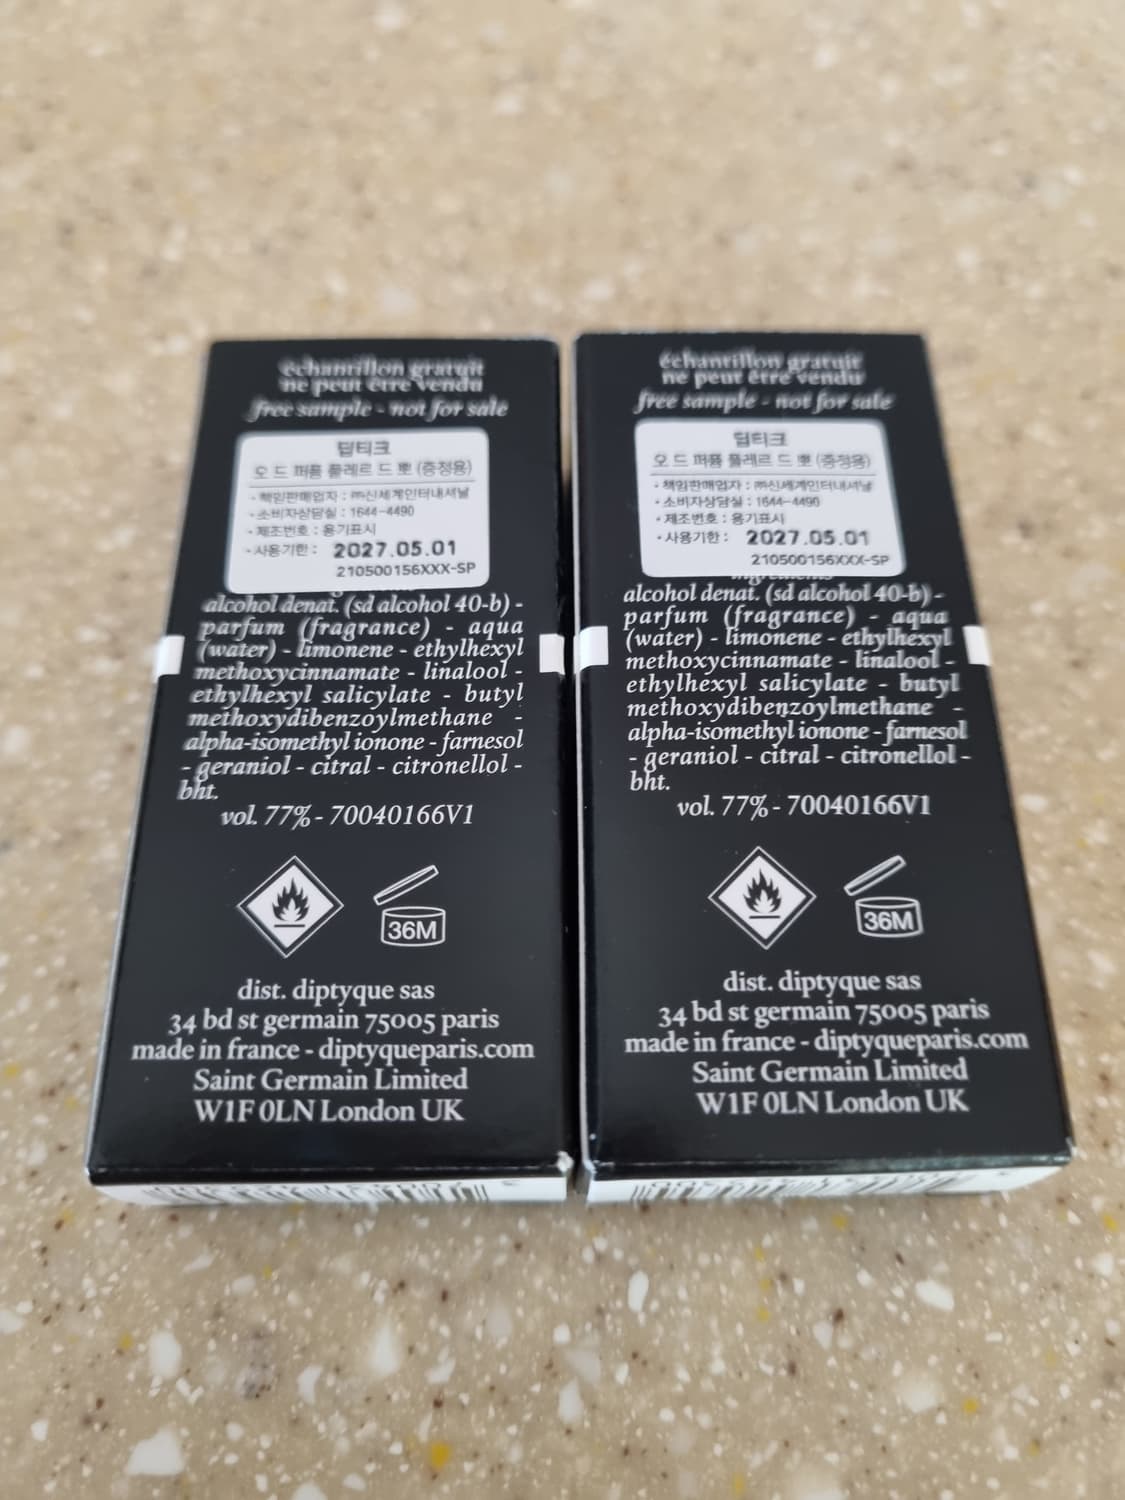 échantillon gratuit
ne peut être vendu
free sample - not for sale
딥티크
오 드 퍼퓸 플레르 드 뽀 (증정용)
• 책임판매업자 : ㈜신세계인터내셔날
• 소비자상담실 : 1644-4490
• 제조번호 : 용기표시
• 사용기한 : 2027.05.01
210500156XXX-SP
alcohol denat. (sd alcohol 40-b) -
parfum (fragrance) - aqua
(water) - limonene - ethylhexyl
methoxycinnamate - linalool -
ethylhexyl salicylate - butyl
methoxydibenzoylmethane -
alpha-isomethyl ionone - farnesol
- geraniol - citral - citronellol -
bht.
vol. 77% - 70040166V1
36M
dist. diptyque sas
34 bd st germain 75005 paris
made in france - diptyqueparis.com
Saint Germain Limited
W1F 0LN London UK
échantillon gratuit
ne peut être vendu
free sample - not for sale
딥티크
오 드 퍼퓸 플레르 드 뽀 (증정용)
• 책임판매업자 : ㈜신세계인터내셔날
• 소비자상담실 : 1644-4490
• 제조번호 : 용기표시
• 사용기한 : 2027.05.01
210500156XXX-SP
ingredients
alcohol denat. (sd alcohol 40-b) -
parfum (fragrance) - aqua
(water) - limonene - ethylhexyl
methoxycinnamate - linalool -
ethylhexyl salicylate - butyl
methoxydibenzoylmethane -
alpha-isomethyl ionone - farnesol
- geraniol - citral - citronellol -
bht.
vol. 77% - 70040166V1
36M
dist. diptyque sas
34 bd st germain 75005 paris
made in france - diptyqueparis.com
Saint Germain Limited
W1F 0LN London UK